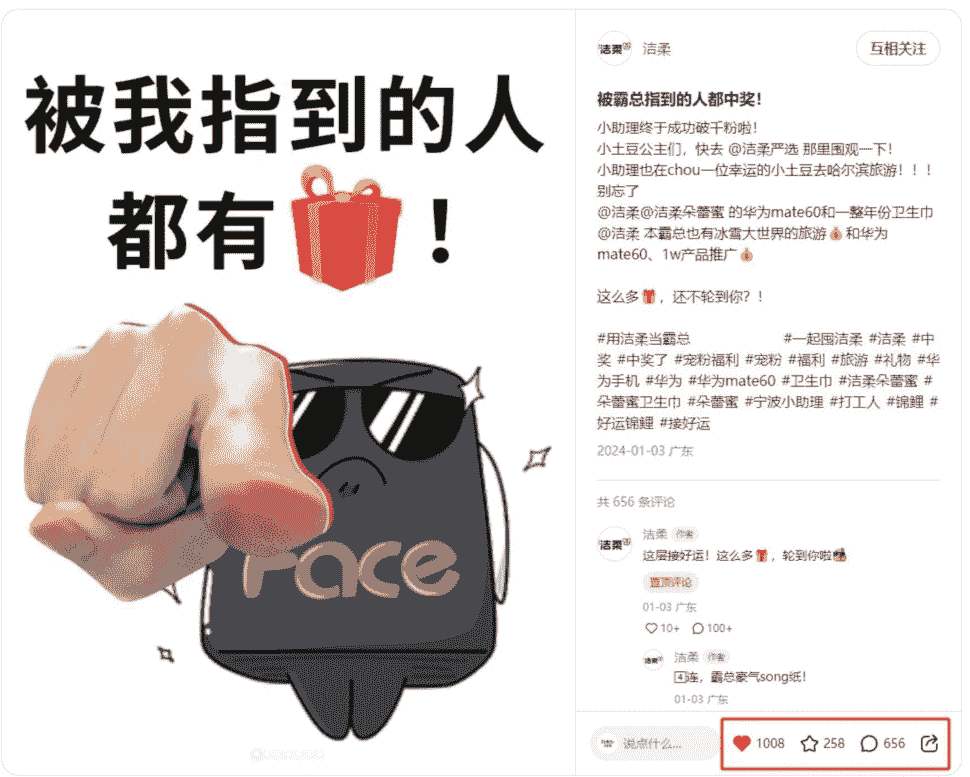 被我指到的人
都有🎁！
Face
洁柔
洁柔
互相关注
被霸总指到的人都中奖！
小助理终于成功破千粉啦！
小土豆公主们，快去 @洁柔严选 那里围观一下！
小助理也在chou一位幸运的小土豆去哈尔滨旅游！！！
别忘了
@洁柔@洁柔朵蕾蜜 的华为mate60和一整年份卫生巾
@洁柔 本霸总也有冰雪大世界的旅游💰和华为
mate60、1w产品推广💰
这么多🎁，还不轮到你？！
#用洁柔当霸总 #一起囤洁柔 #洁柔 #中
奖 #中奖了 #宠粉福利 #宠粉 #福利 #旅游 #礼物 #华
为手机 #华为 #华为mate60 #卫生巾 #洁柔朵蕾蜜 #
朵蕾蜜卫生巾 #朵蕾蜜 #宁波小助理 #打工人 #锦鲤 #
好运锦鲤 #接好运
2024-01-03 广东
共 656 条评论
洁柔
洁柔 作者
这层接好运！这么多🎁，轮到你啦
置顶评论
01-03 广东
10+ 100+
洁柔
洁柔 作者
4连，霸总豪气song纸！
01-03 广东
说点什么...
1008 258 656